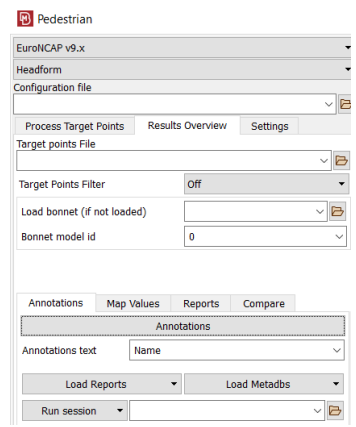 Pedestrian
EuroNCAP v9.x
Headform
Configuration file
Process Target Points Results Overview Settings
Target points File
Target Points Filter Off
Load bonnet (if not loaded)
Bonnet model id 0
Annotations Map Values Reports Compare
Annotations
Annotations text Name
Load Reports Load Metadbs
Run session